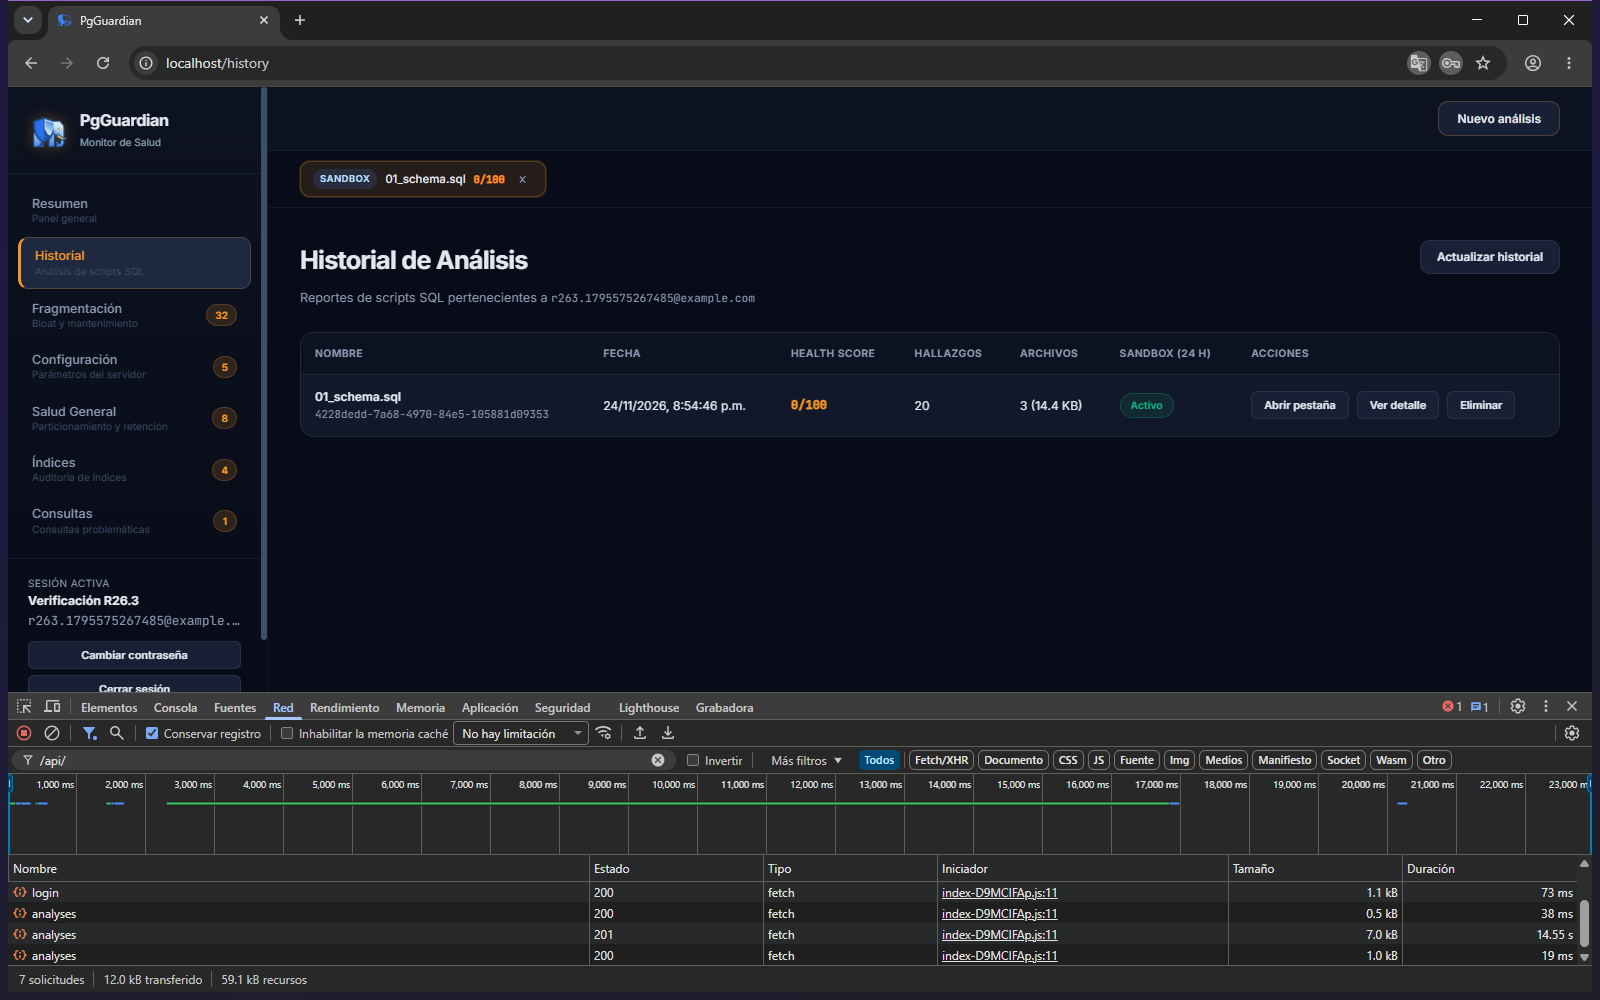 PgGuardian
localhost/history
PgGuardian
Monitor de Salud
Nuevo análisis
SANDBOX 01_schema.sql 0/100 x
Resumen
Panel general
Historial
Análisis de scripts SQL
Fragmentación
Bloat y mantenimiento
32
Configuración
Parámetros del servidor
5
Salud General
Particionamiento y retención
8
Índices
Auditoría de índices
4
Consultas
Consultas problemáticas
1
SESIÓN ACTIVA
Verificación R26.3
r263.1795575267485@example.…
Cambiar contraseña
Cerrar sesión
Historial de Análisis
Actualizar historial
Reportes de scripts SQL pertenecientes a r263.1795575267485@example.com
NOMBRE FECHA HEALTH SCORE HALLAZGOS ARCHIVOS SANDBOX (24 H) ACCIONES
01_schema.sql
4228dedd-7a68-4970-84e5-105881d09353
24/11/2026, 8:54:46 p.m. 0/100 20 3 (14.4 KB) Activo Abrir pestaña Ver detalle Eliminar
Elementos Consola Fuentes Red Rendimiento Memoria Aplicación Seguridad Lighthouse Grabadora 1 1
Conservar registro Inhabilitar la memoria caché No hay limitación
/api/ Invertir Más filtros Todos Fetch/XHR Documento CSS JS Fuente Img Medios Manifiesto Socket Wasm Otro
1,000 ms 2,000 ms 3,000 ms 4,000 ms 5,000 ms 6,000 ms 7,000 ms 8,000 ms 9,000 ms 10,000 ms 11,000 ms 12,000 ms 13,000 ms 14,000 ms 15,000 ms 16,000 ms 17,000 ms 18,000 ms 19,000 ms 20,000 ms 21,000 ms 22,000 ms 23,000 m
Nombre Estado Tipo Iniciador Tamaño Duración
login 200 fetch index-D9MCIFAp.js:11 1.1 kB 73 ms
analyses 200 fetch index-D9MCIFAp.js:11 0.5 kB 38 ms
analyses 201 fetch index-D9MCIFAp.js:11 7.0 kB 14.55 s
analyses 200 fetch index-D9MCIFAp.js:11 1.0 kB 19 ms
7 solicitudes 12.0 kB transferido 59.1 kB recursos